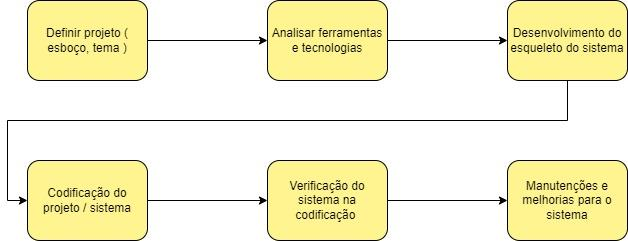 Definir projeto (
esboço, tema )
Analisar ferramentas
e tecnologias
Desenvolvimento do
esqueleto do sistema
Codificação do
projeto / sistema
Verificação do
sistema na
codificação
Manutenções e
melhorias para o
sistema